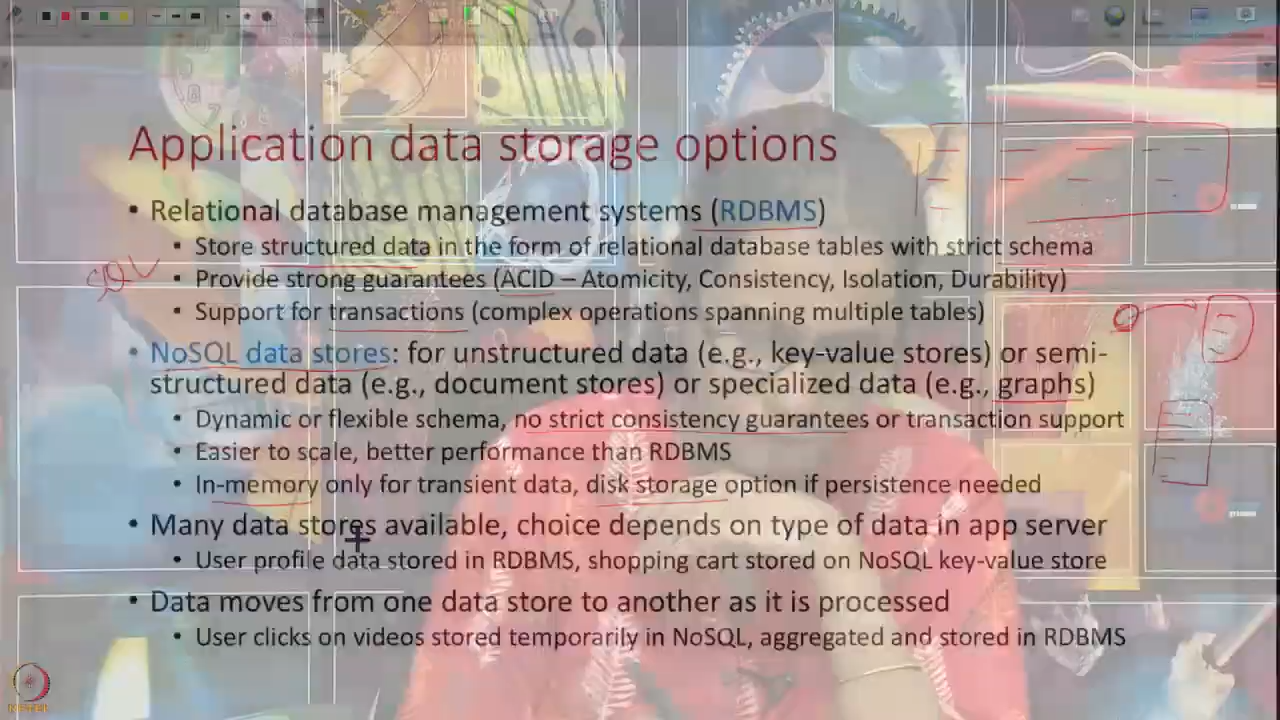 Application data storage options
• Relational database management systems (RDBMS)
• Store structured data in the form of relational database tables with strict schema
SQL
• Provide strong guarantees (ACID – Atomicity, Consistency, Isolation, Durability)
• Support for transactions (complex operations spanning multiple tables)
• NoSQL data stores: for unstructured data (e.g., key-value stores) or semi-
structured data (e.g., document stores) or specialized data (e.g., graphs)
• Dynamic or flexible schema, no strict consistency guarantees or transaction support
• Easier to scale, better performance than RDBMS
• In-memory only for transient data, disk storage option if persistence needed
• Many data stores available, choice depends on type of data in app server
• User profile data stored in RDBMS, shopping cart stored on NoSQL key-value store
• Data moves from one data store to another as it is processed
• User clicks on videos stored temporarily in NoSQL, aggregated and stored in RDBMS
NPTEL